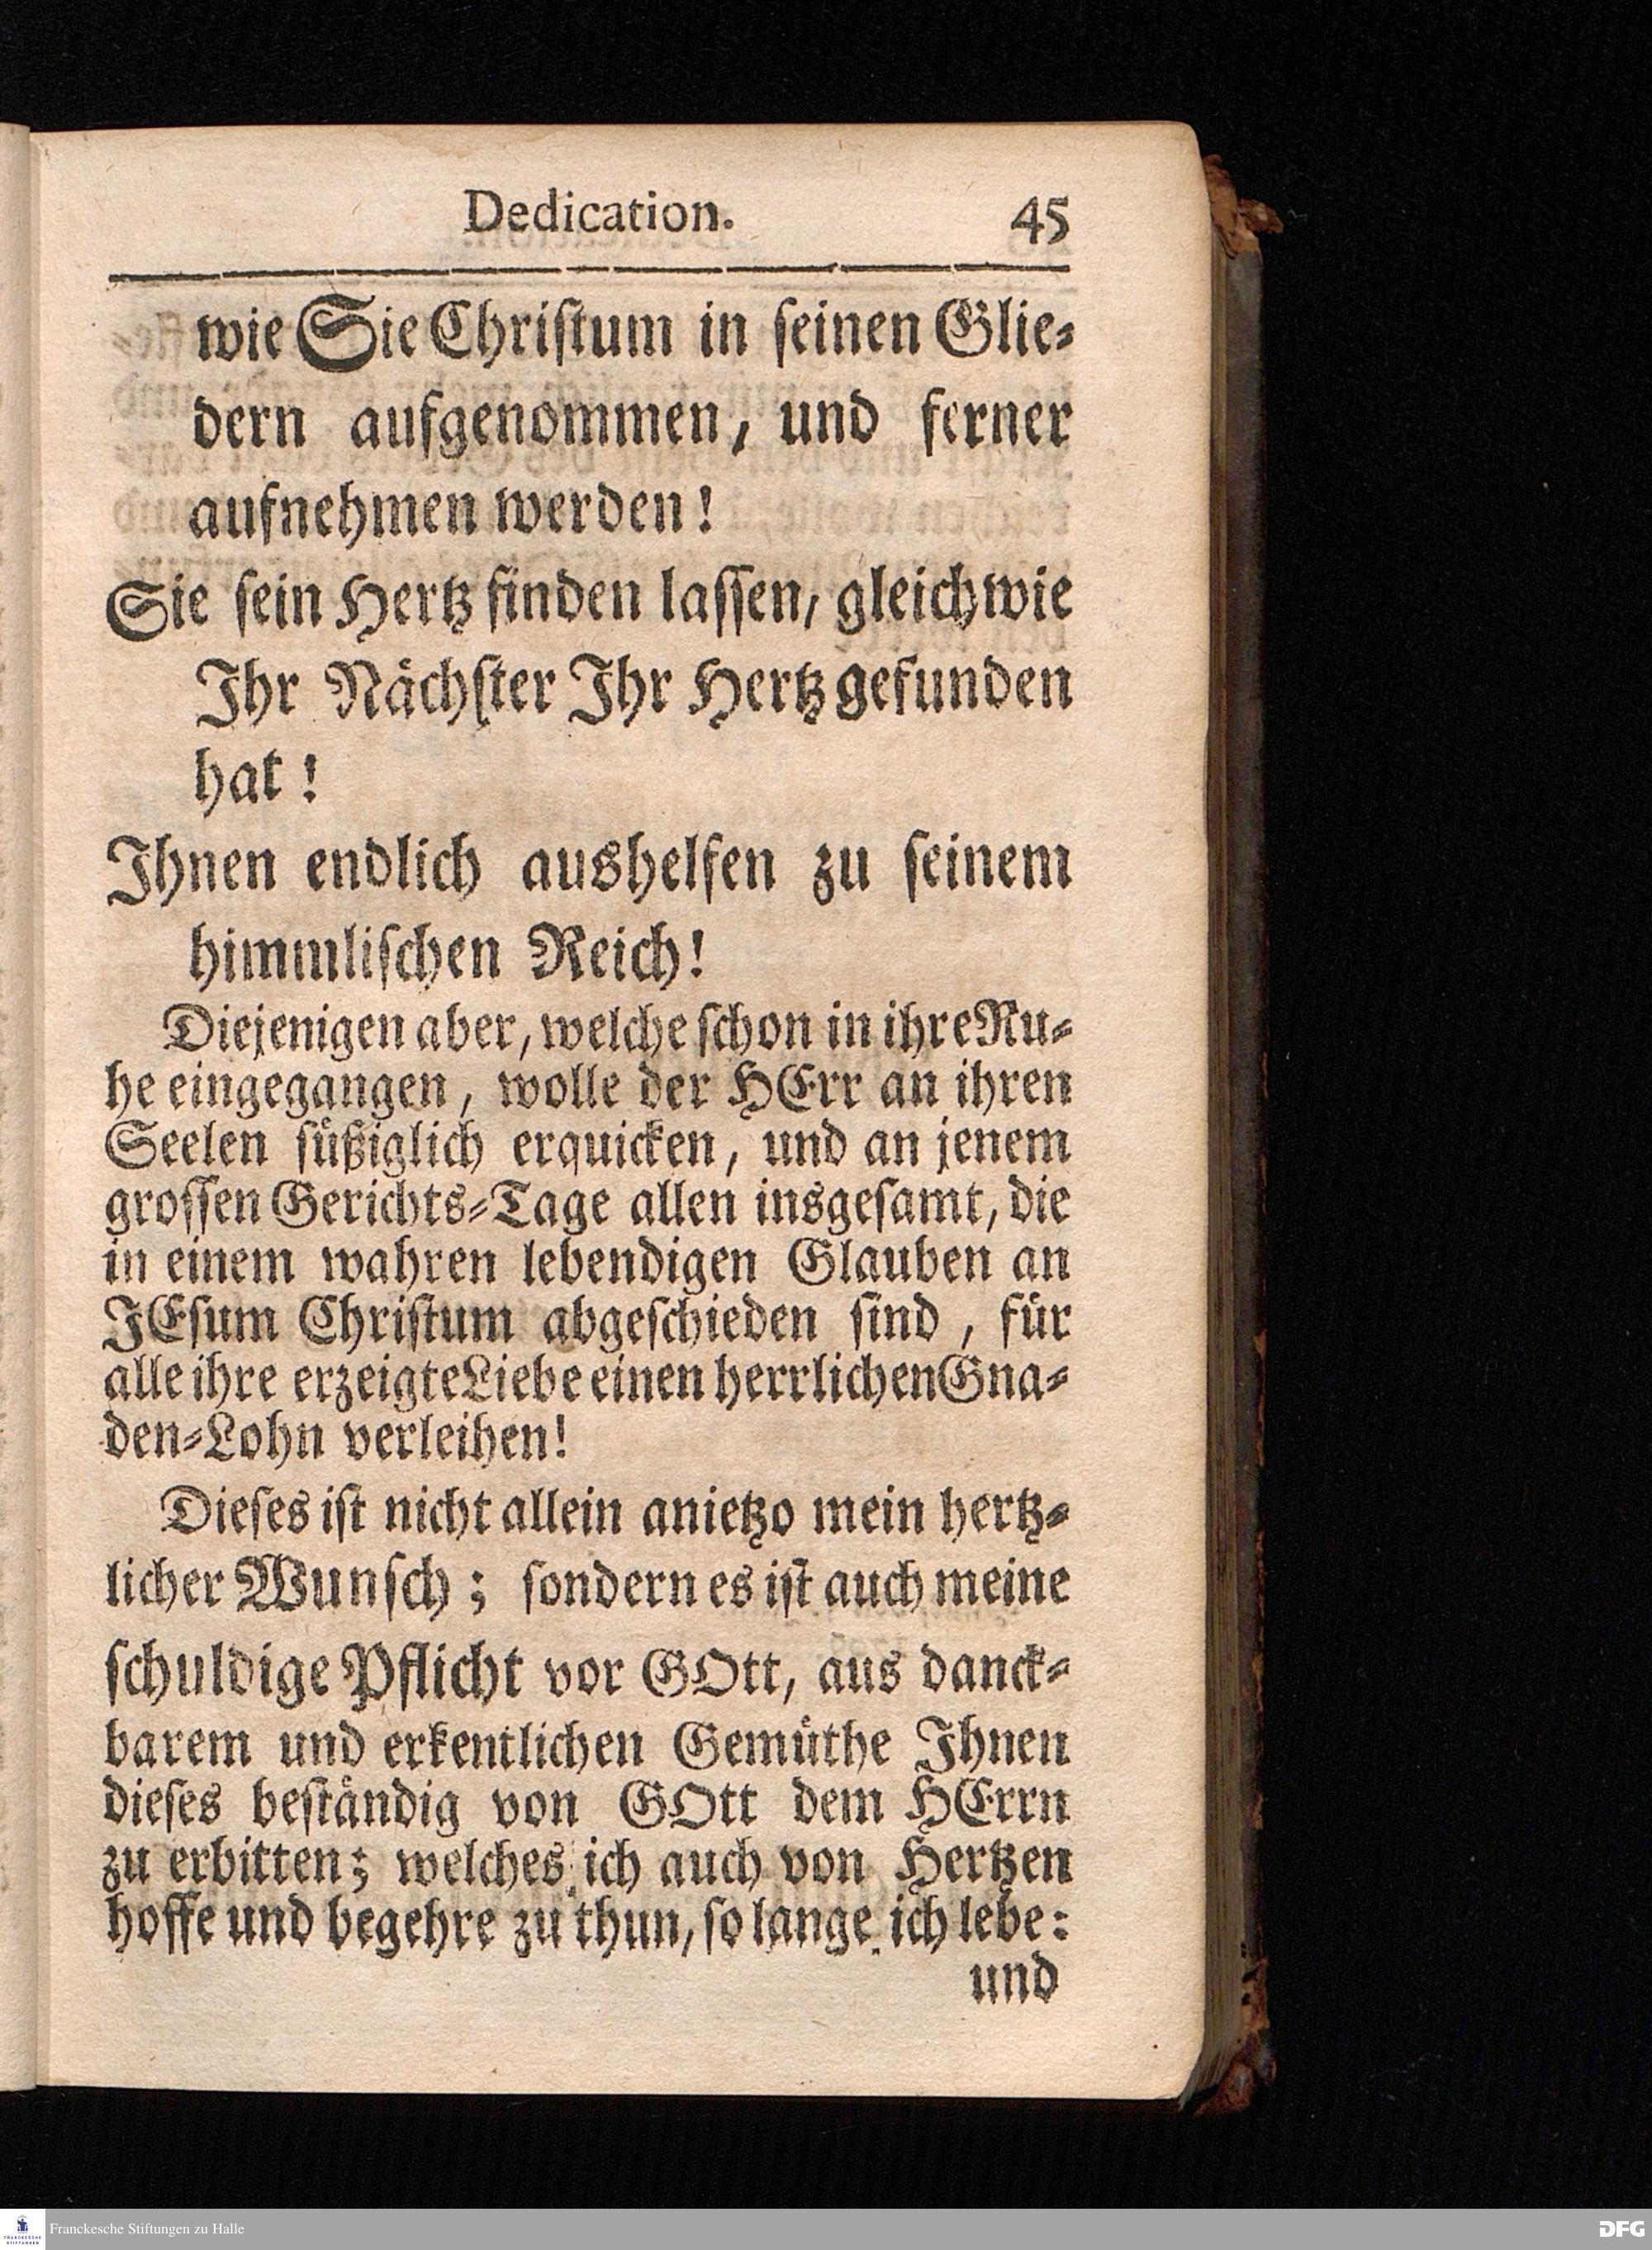 Dedication. 45
wie Sie Chriſtum in ſeinen Glie⸗
dern aufgenommen, und ferner
aufnehmen werden!
Sie ſein Hertz finden laſſen, gleichwie
Ihr Nächſter Ihr Hertz gefunden
hat!
Ihnen endlich aushelfen zu ſeinem
himmliſchen Reich!
Diejenigen aber, welche ſchon in ihre Ru⸗
he eingegangen, wolle der HErr an ihren
Seelen ſüßiglich erquicken, und an jenem
groſſen Gerichts⸗Tage allen insgeſamt, die
in einem wahren lebendigen Glauben an
JEſum Chriſtum abgeſchieden ſind, für
alle ihre erzeigte Liebe einen herrlichen Gna⸗
den⸗Lohn verleihen!
Dieſes iſt nicht allein anietzo mein hertz⸗
licher Wunſch; ſondern es iſt auch meine
ſchuldige Pflicht vor GOtt, aus danck⸗
barem und erkentlichen Gemüthe Ihnen
dieſes beſtändig von GOtt dem HErrn
zu erbitten; welches ich auch von Hertzen
hoffe und begehre zu thun, ſo lange ich lebe:
und
Franckesche Stiftungen zu Halle
FRANCKESCHE
STIFTUNGEN
DFG